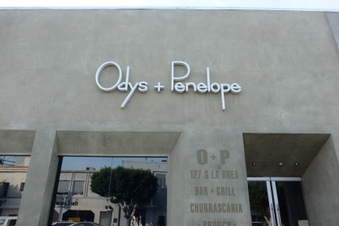 Odys + Penelope
O+P
127 S LA BREA
BAR + GRILL
CHURRASCARIA